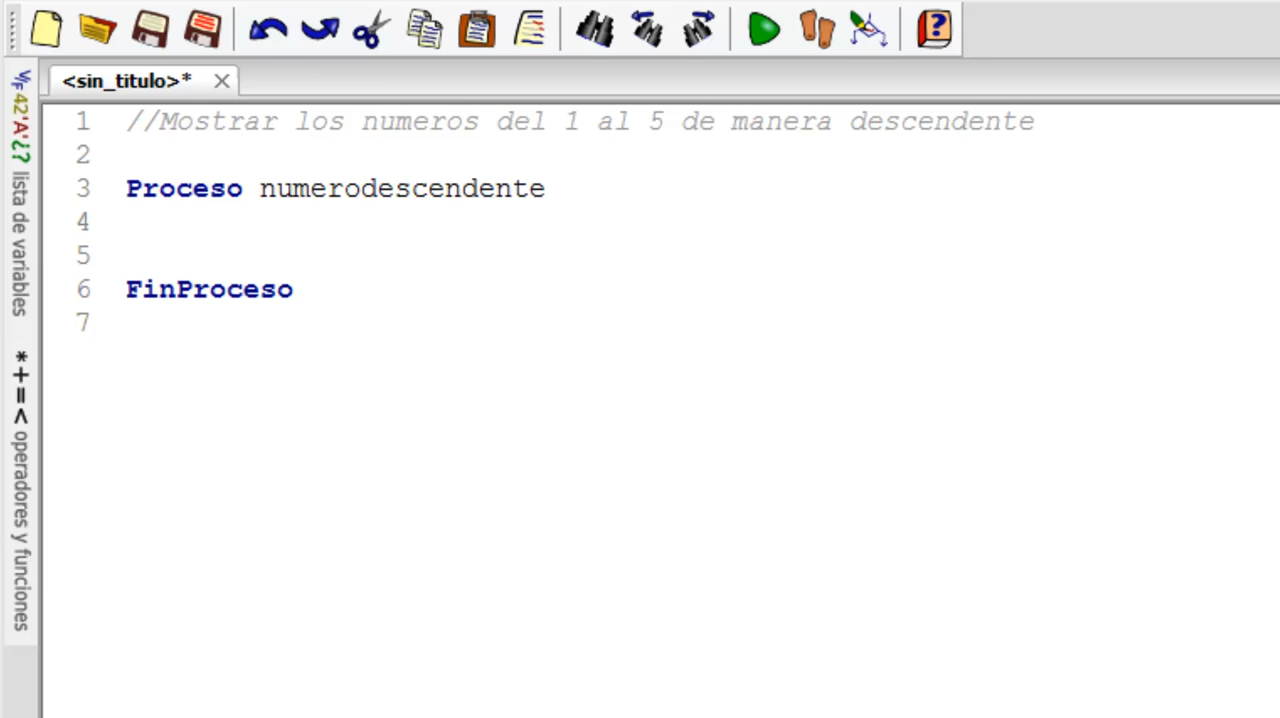 <sin_titulo>*
1 //Mostrar los numeros del 1 al 5 de manera descendente
2
3 Proceso numerodescendente
4
5
6 FinProceso
7
V/F 42 'A' ¿? lista de variables
*+=< operadores y funciones
?